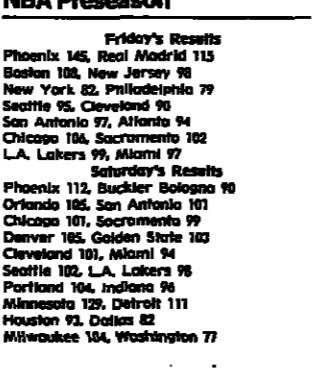 NBA Preseason
Friday's Results
Phoenix 145, Real Madrid 115
Boston 108, New Jersey 98
New York 82, Philadelphia 79
Seattle 95, Cleveland 90
San Antonio 97, Atlanta 94
Chicago 106, Sacramento 102
L.A. Lakers 99, Miami 97
Saturday's Results
Phoenix 112, Buckler Bologna 90
Orlando 105, San Antonio 101
Chicago 101, Sacramento 99
Denver 105, Golden State 103
Cleveland 101, Miami 94
Seattle 102, L.A. Lakers 98
Portland 104, Indiana 96
Minnesota 129, Detroit 111
Houston 93, Dallas 82
Milwaukee 104, Washington 77